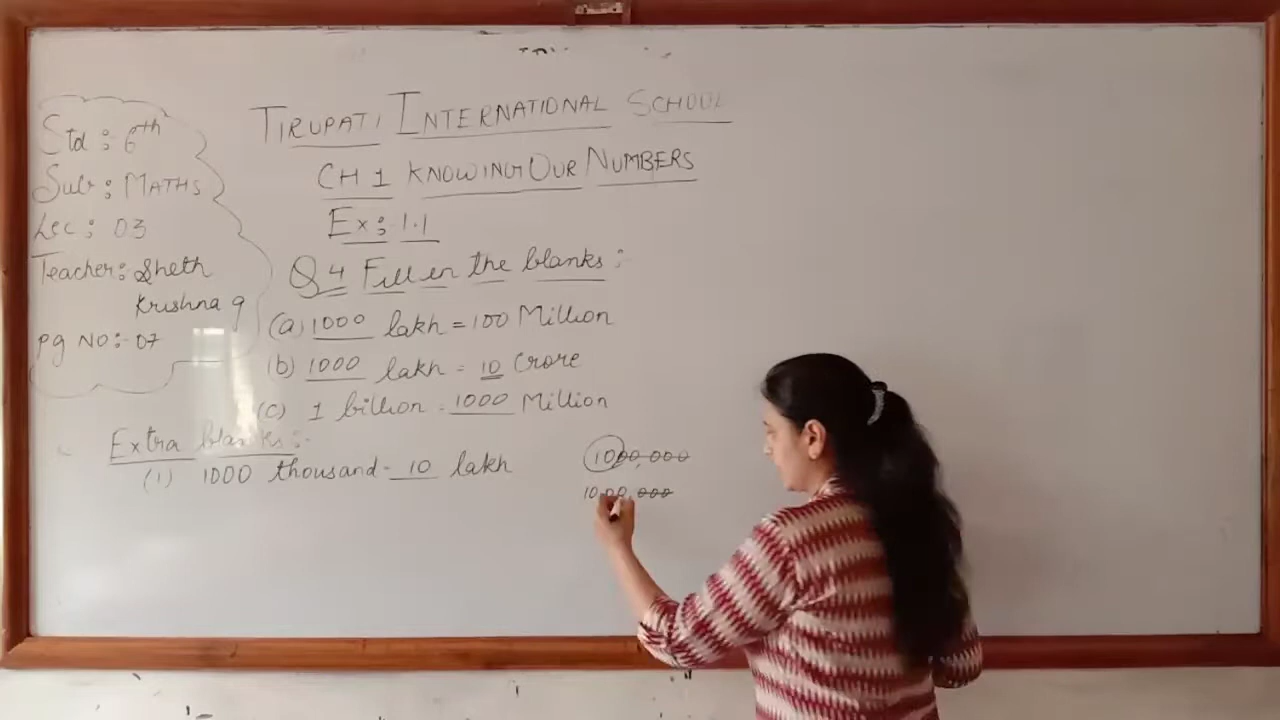 Std : 6th
Sub : MATHS
Lec : 03
Teacher : Sheth
Krishna g
Pg No :- 07
TIRUPATI INTERNATIONAL SCHOOL
CH 1 KNOWING OUR NUMBERS
Ex : 1.1
Q 4 Fill in the blanks :
(a) 1000 lakh = 100 Million
(b) 1000 lakh = 10 Crore
(c) 1 billion = 1000 Million
Extra blanks :-
(1) 1000 thousand = 10 lakh
1000,000
10,00,000